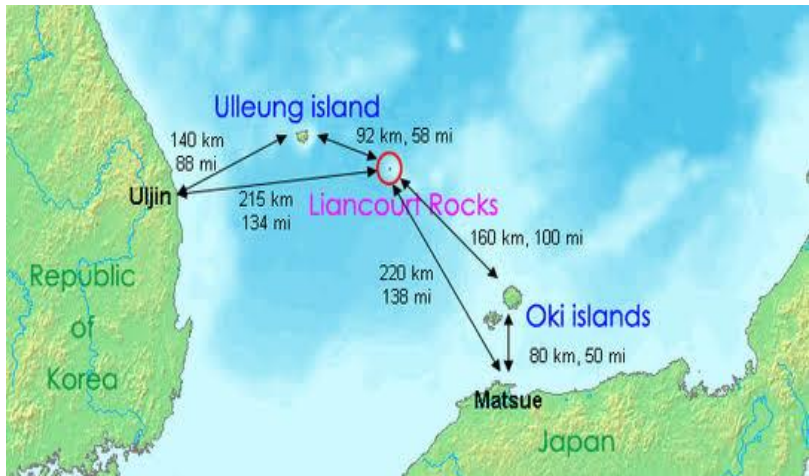 Ulleung island
140 km
88 mi
92 km, 58 mi
Uljin
215 km
134 mi
Liancourt Rocks
160 km, 100 mi
220 km
138 mi
Republic
of
Korea
Oki islands
80 km, 50 mi
Matsue
Japan